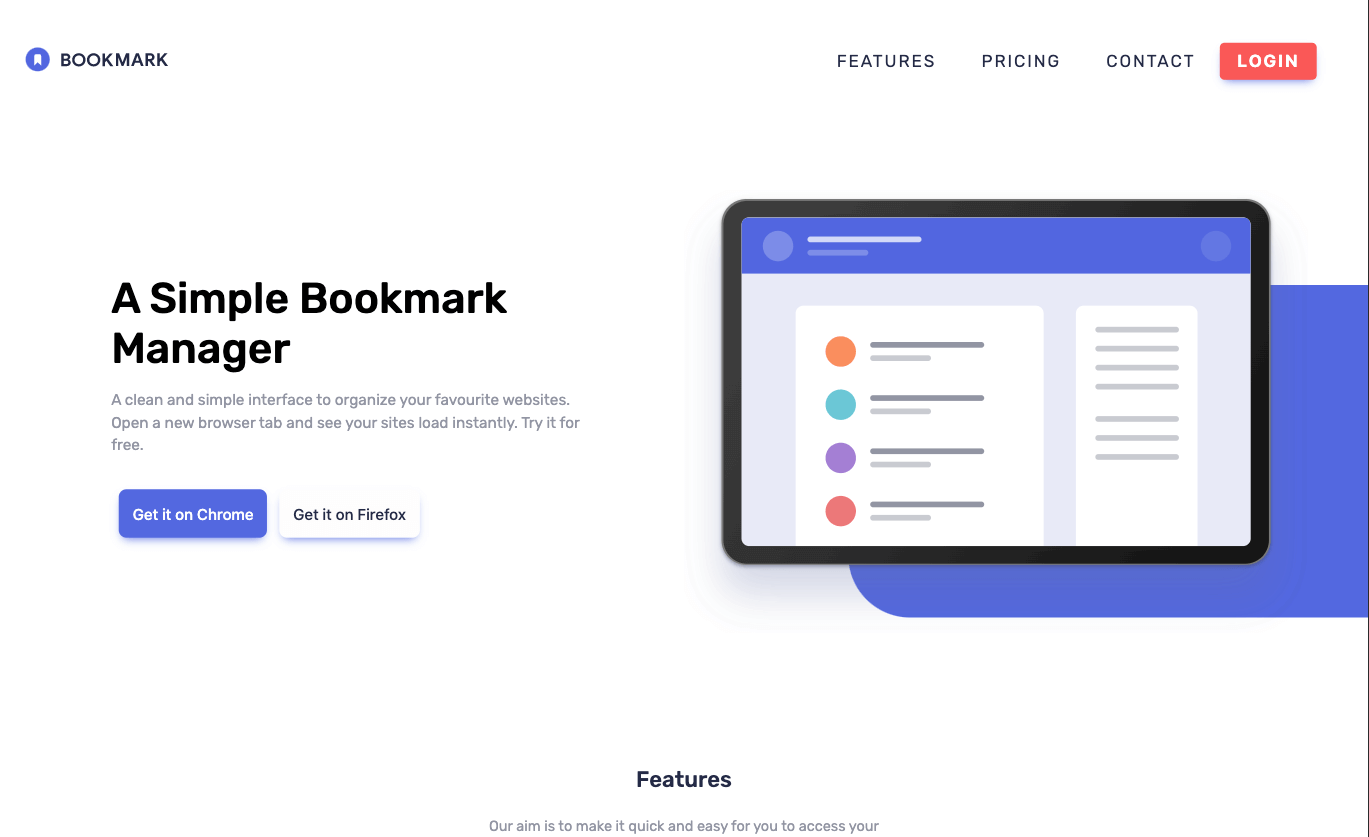 BOOKMARK
FEATURES PRICING CONTACT LOGIN
A Simple Bookmark
Manager
A clean and simple interface to organize your favourite websites.
Open a new browser tab and see your sites load instantly. Try it for
free.
Get it on Chrome Get it on Firefox
Features
Our aim is to make it quick and easy for you to access your